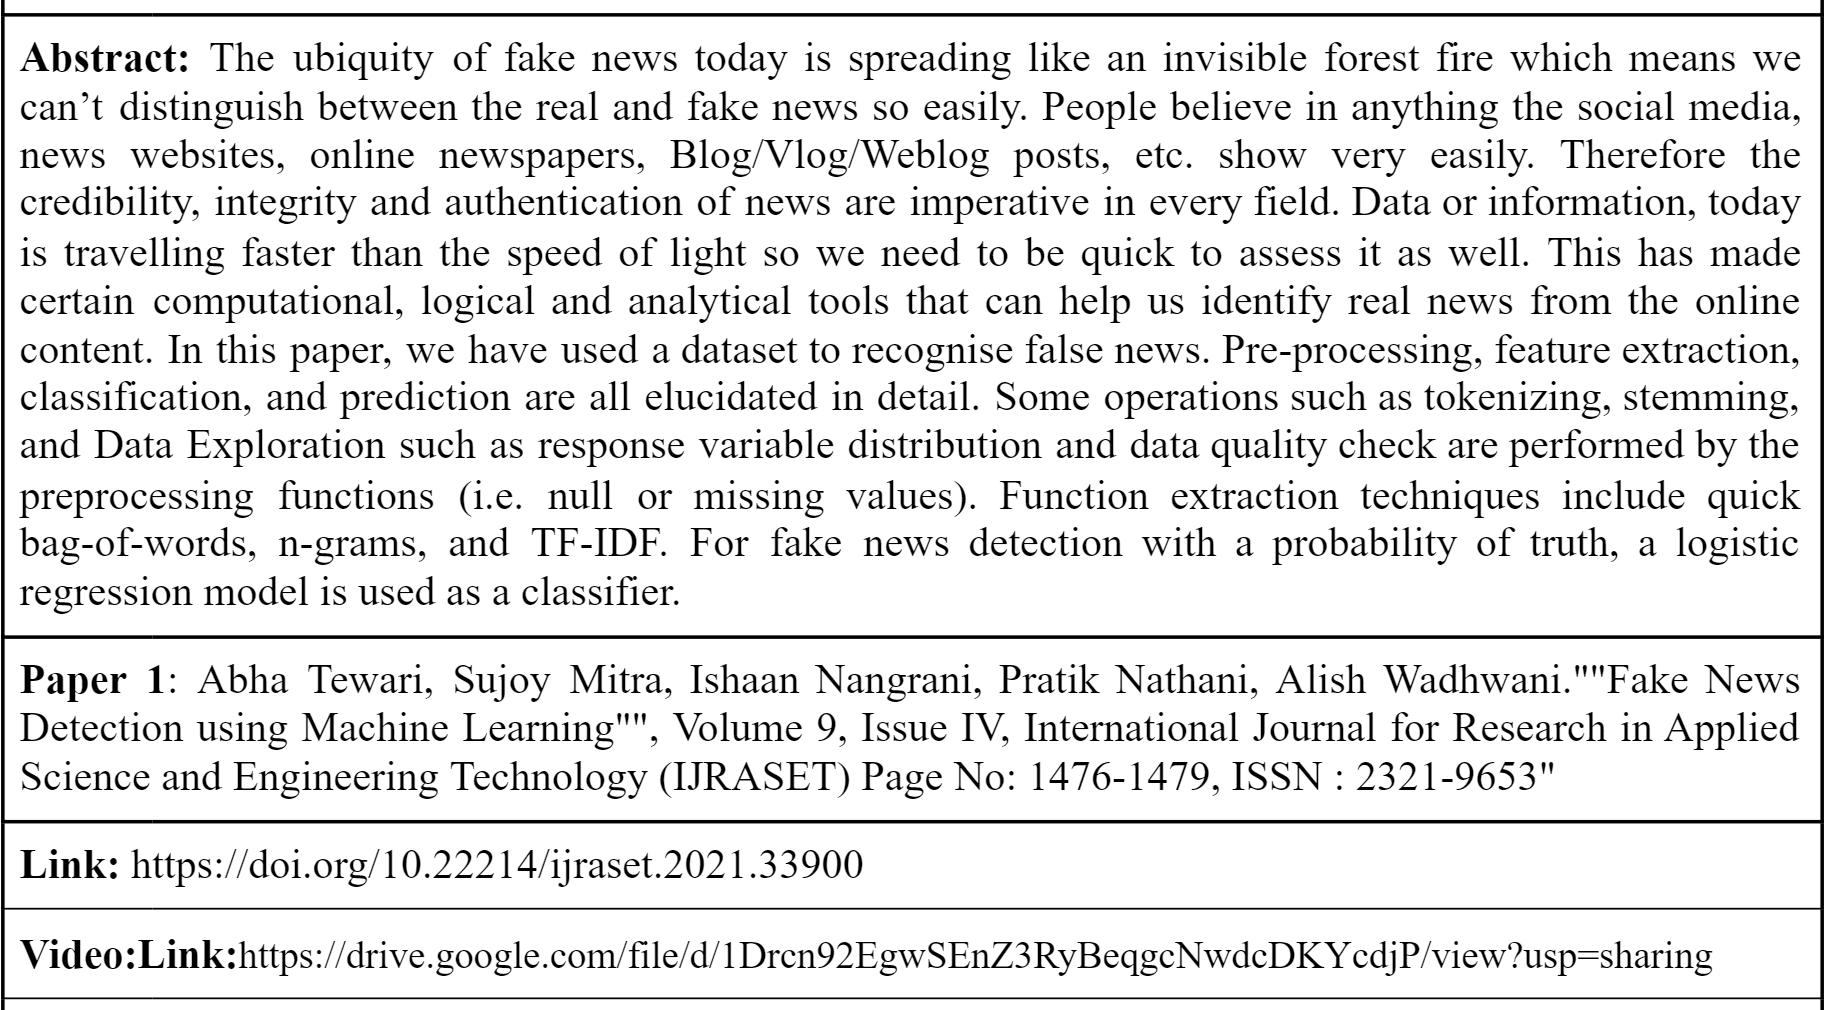 Abstract: The ubiquity of fake news today is spreading like an invisible forest fire which means we
can’t distinguish between the real and fake news so easily. People believe in anything the social media,
news websites, online newspapers, Blog/Vlog/Weblog posts, etc. show very easily. Therefore the
credibility, integrity and authentication of news are imperative in every field. Data or information, today
is travelling faster than the speed of light so we need to be quick to assess it as well. This has made
certain computational, logical and analytical tools that can help us identify real news from the online
content. In this paper, we have used a dataset to recognise false news. Pre-processing, feature extraction,
classification, and prediction are all elucidated in detail. Some operations such as tokenizing, stemming,
and Data Exploration such as response variable distribution and data quality check are performed by the
preprocessing functions (i.e. null or missing values). Function extraction techniques include quick
bag-of-words, n-grams, and TF-IDF. For fake news detection with a probability of truth, a logistic
regression model is used as a classifier.
Paper 1: Abha Tewari, Sujoy Mitra, Ishaan Nangrani, Pratik Nathani, Alish Wadhwani.""Fake News
Detection using Machine Learning"", Volume 9, Issue IV, International Journal for Research in Applied
Science and Engineering Technology (IJRASET) Page No: 1476-1479, ISSN : 2321-9653"
Link: https://doi.org/10.22214/ijraset.2021.33900
Video:Link:https://drive.google.com/file/d/1Drcn92EgwSEnZ3RyBeqgcNwdcDKYcdjP/view?usp=sharing